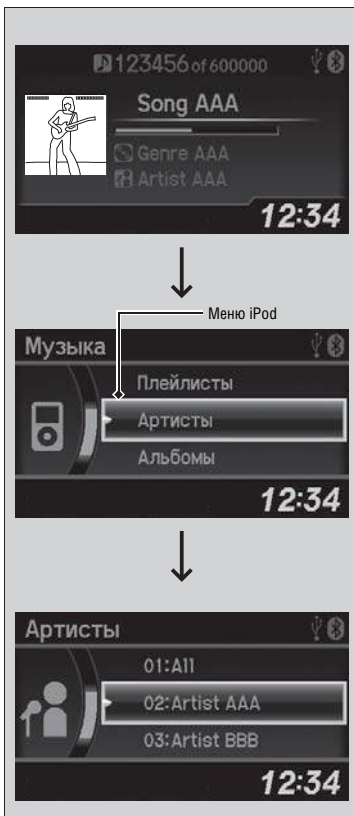 123456 of 600000
Song AAA
Genre AAA
Artist AAA
12:34
Меню iPod
Музыка
Плейлисты
Артисты
Альбомы
12:34
Артисты
01:All
02:Artist AAA
03:Artist BBB
12:34